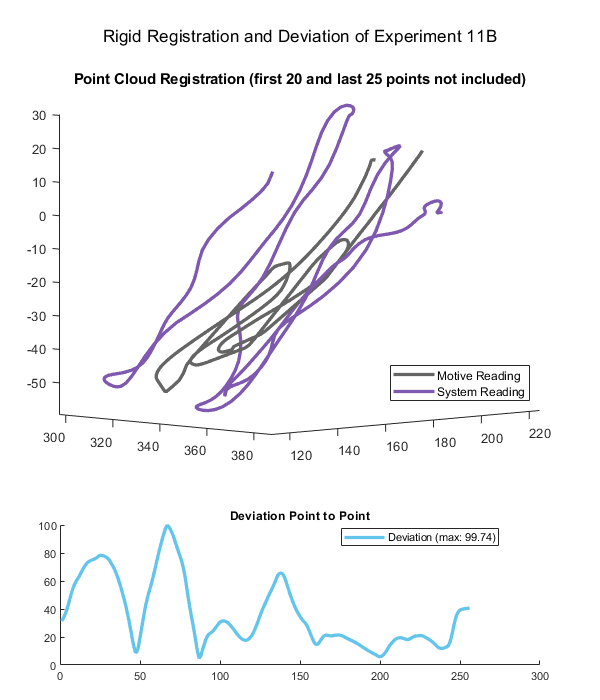 Rigid Registration and Deviation of Experiment 11B
Point Cloud Registration (first 20 and last 25 points not included)
30
20
10
0
-10
-20
-30
-40
-50
Motive Reading
System Reading
300 320 340 360 380 120 140 160 180 200 220
Deviation Point to Point
Deviation (max: 99.74)
100
80
60
40
20
0
0 50 100 150 200 250 300